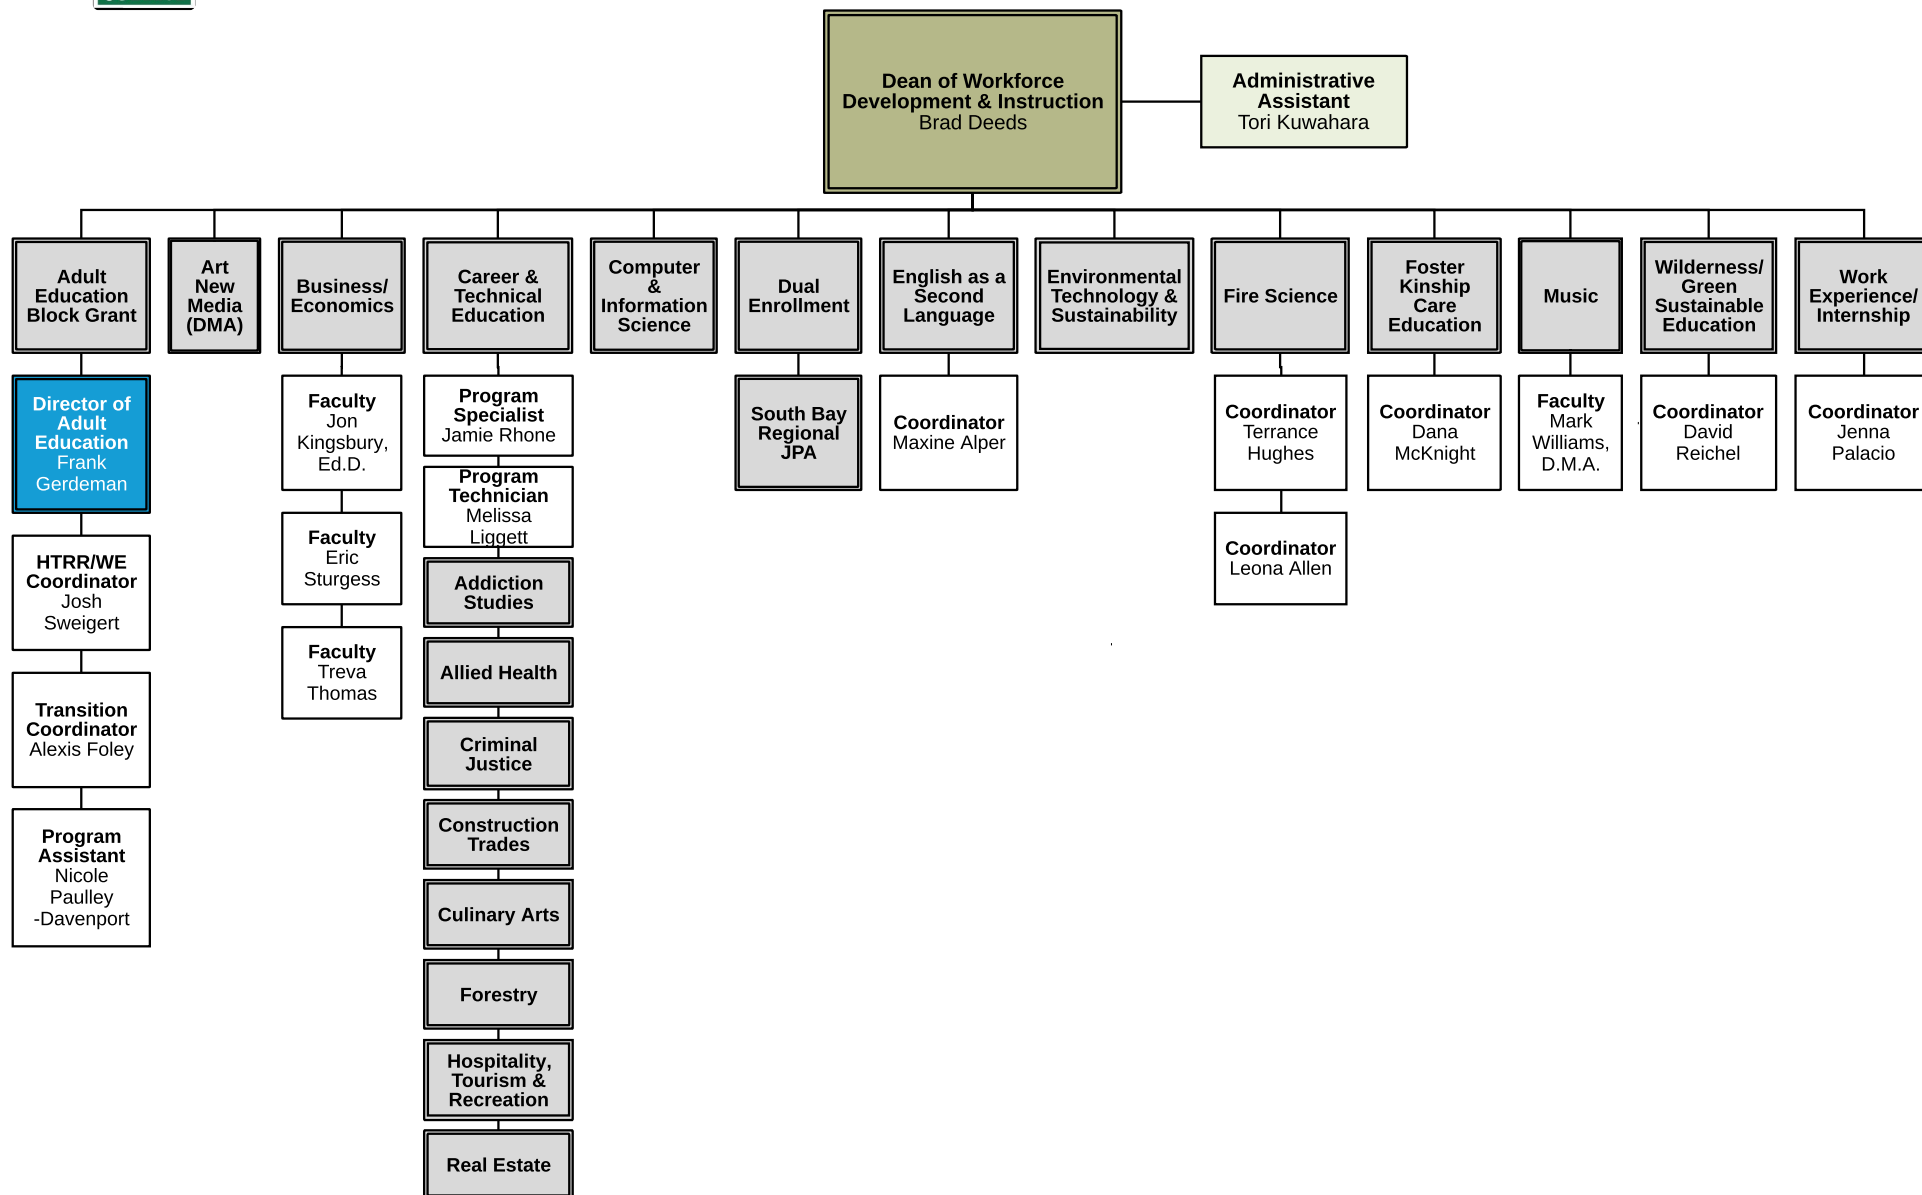 Dean of Workforce
Development & Instruction
Brad Deeds
Administrative
Assistant
Tori Kuwahara
Adult
Education
Block Grant
Art
New
Media
(DMA)
Business/
Economics
Career &
Technical
Education
Computer
&
Information
Science
Dual
Enrollment
English as a
Second
Language
Environmental
Technology &
Sustainability
Fire Science
Foster
Kinship
Care
Education
Music
Wilderness/
Green
Sustainable
Education
Work
Experience/
Internship
Director of
Adult
Education
Frank
Gerdeman
HTRR/WE
Coordinator
Josh
Sweigert
Transition
Coordinator
Alexis Foley
Program
Assistant
Nicole
Paulley
-Davenport
Faculty
Jon
Kingsbury,
Ed.D.
Faculty
Eric
Sturgess
Faculty
Treva
Thomas
Program
Specialist
Jamie Rhone
Program
Technician
Melissa
Liggett
Addiction
Studies
Allied Health
Criminal
Justice
Construction
Trades
Culinary Arts
Forestry
Hospitality,
Tourism &
Recreation
Real Estate
South Bay
Regional
JPA
Coordinator
Maxine Alper
Coordinator
Terrance
Hughes
Coordinator
Leona Allen
Coordinator
Dana
McKnight
Faculty
Mark
Williams,
D.M.A.
Coordinator
David
Reichel
Coordinator
Jenna
Palacio